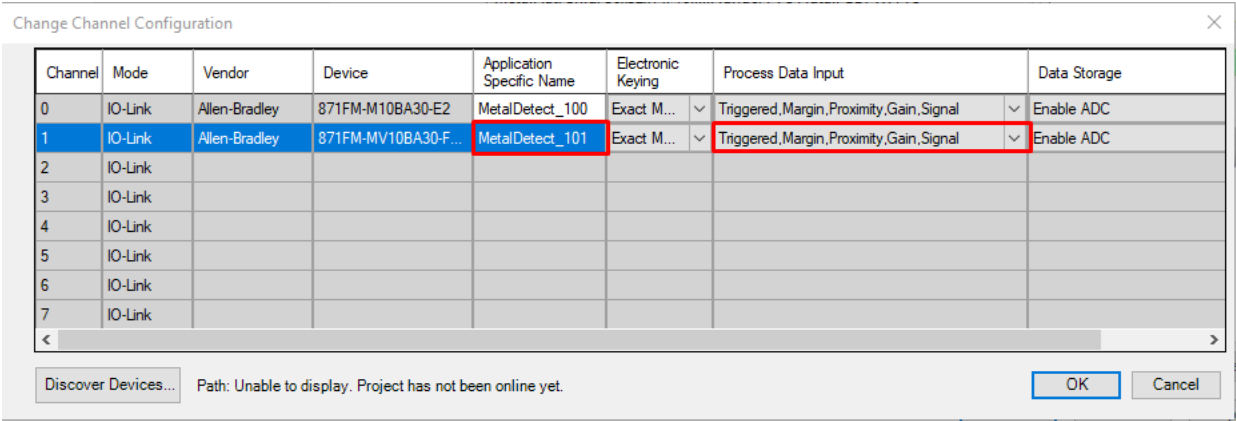 Change Channel Configuration
Channel Mode Vendor Device Application Specific Name Electronic Keying Process Data Input Data Storage
0 IO-Link Allen-Bradley 871FM-M10BA30-E2 MetalDetect_100 Exact M... Triggered,Margin,Proximity,Gain,Signal Enable ADC
1 IO-Link Allen-Bradley 871FM-MV10BA30-F... MetalDetect_101 Exact M... Triggered,Margin,Proximity,Gain,Signal Enable ADC
2 IO-Link
3 IO-Link
4 IO-Link
5 IO-Link
6 IO-Link
7 IO-Link
Discover Devices... Path: Unable to display. Project has not been online yet. OK Cancel